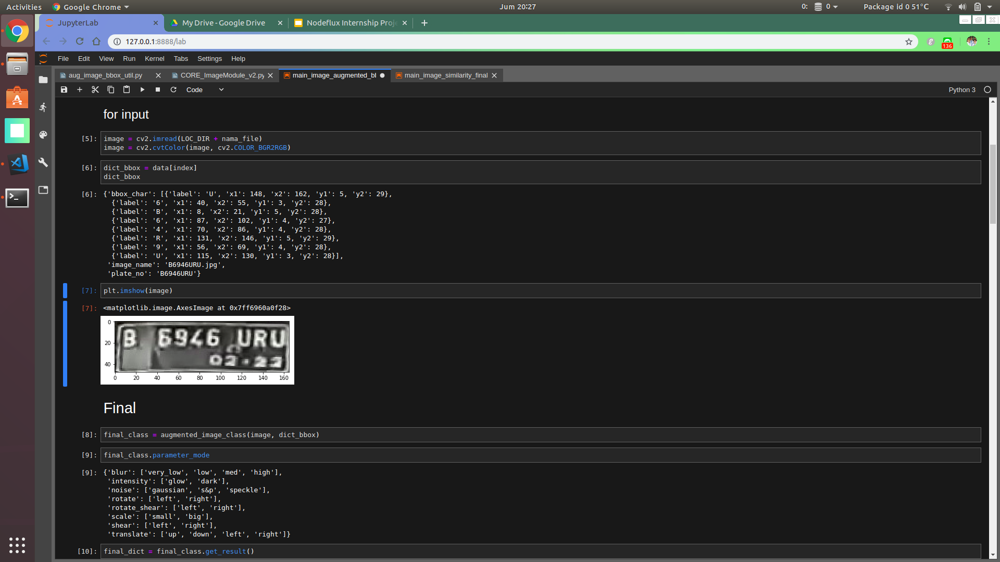 Activities
Google Chrome
Jum 20:27
0:
0
Package id 0 51°C
JupyterLab
My Drive - Google Drive
Nodeflux Internship Proje
127.0.0.1:8888/lab
136
File Edit View Run Kernel Tabs Settings Help
aug_image_bbox_util.py
CORE_ImageModule_v2.py
main_image_augmented_bl
main_image_similarity_final
Code
Python 3
for input
[5]:
image = cv2.imread(LOC_DIR + nama_file)
image = cv2.cvtColor(image, cv2.COLOR_BGR2RGB)
[6]:
dict_bbox = data[index]
dict_bbox
[6]:
{'bbox_char': [{'label': 'U', 'x1': 148, 'x2': 162, 'y1': 5, 'y2': 29},
{'label': '6', 'x1': 40, 'x2': 55, 'y1': 3, 'y2': 28},
{'label': 'B', 'x1': 8, 'x2': 21, 'y1': 5, 'y2': 28},
{'label': '6', 'x1': 87, 'x2': 102, 'y1': 4, 'y2': 27},
{'label': '4', 'x1': 70, 'x2': 86, 'y1': 4, 'y2': 28},
{'label': 'R', 'x1': 131, 'x2': 146, 'y1': 5, 'y2': 29},
{'label': '9', 'x1': 56, 'x2': 69, 'y1': 4, 'y2': 28},
{'label': 'U', 'x1': 115, 'x2': 130, 'y1': 3, 'y2': 28}],
'image_name': 'B6946URU.jpg',
'plate_no': 'B6946URU'}
[7]:
plt.imshow(image)
[7]:
<matplotlib.image.AxesImage at 0x7ff6960a0f28>
0
20
40
B 6946 URU
0 20 40 60 80 100 120 140 160
Final
[8]:
final_class = augmented_image_class(image, dict_bbox)
[9]:
final_class.parameter_mode
[9]:
{'blur': ['very_low', 'low', 'med', 'high'],
'intensity': ['glow', 'dark'],
'noise': ['gaussian', 's&p', 'speckle'],
'rotate': ['left', 'right'],
'rotate_shear': ['left', 'right'],
'scale': ['small', 'big'],
'shear': ['left', 'right'],
'translate': ['up', 'down', 'left', 'right']}
[10]:
final_dict = final_class.get_result()